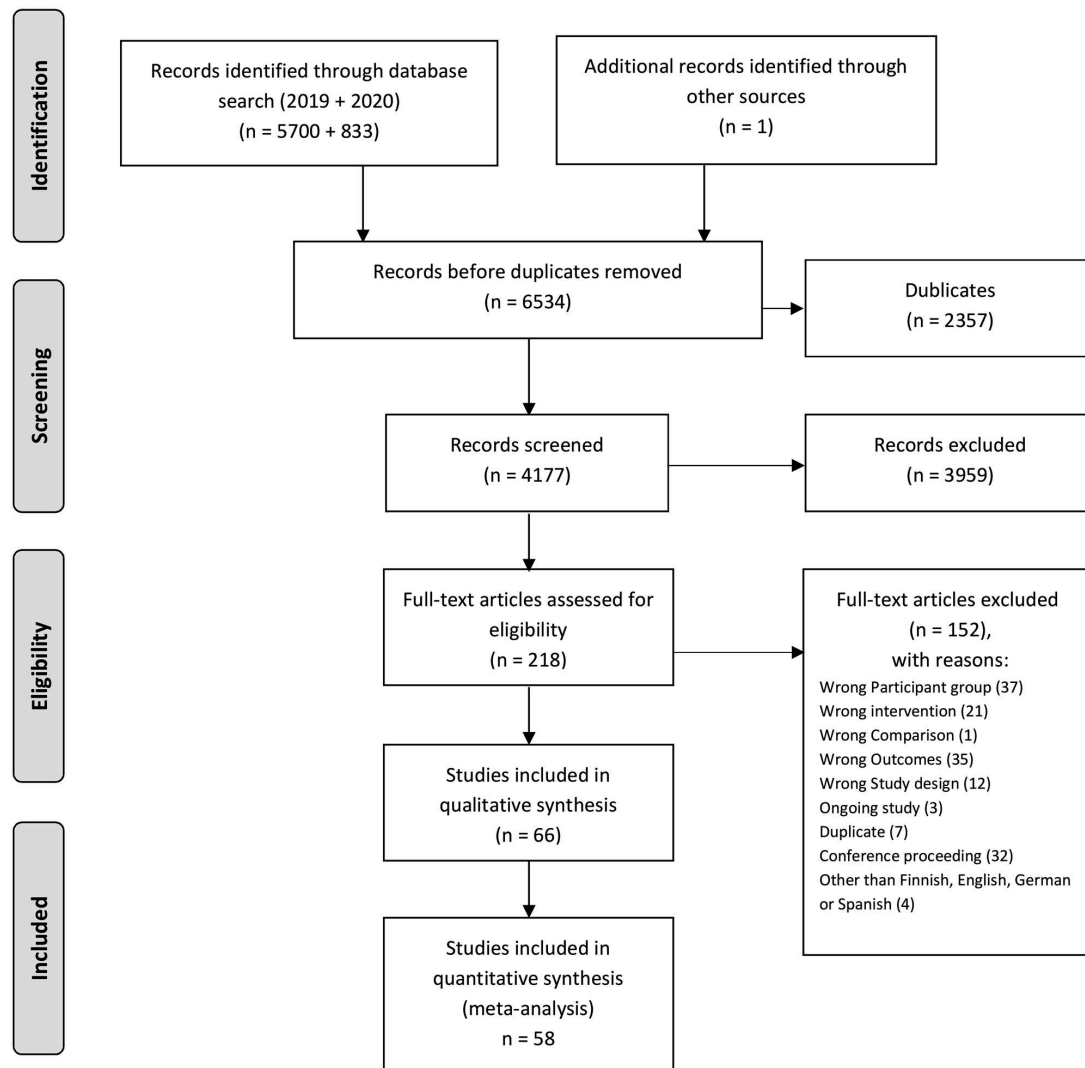 Identification
Records identified through database
search (2019 + 2020)
(n = 5700 + 833)
Additional records identified through
other sources
(n = 1)
Records before duplicates removed
(n = 6534)
Dublicates
(n = 2357)
Screening
Records screened
(n = 4177)
Records excluded
(n = 3959)
Eligibility
Full-text articles assessed for
eligibility
(n = 218)
Full-text articles excluded
(n = 152),
with reasons:
Wrong Participant group (37)
Wrong intervention (21)
Wrong Comparison (1)
Wrong Outcomes (35)
Wrong Study design (12)
Ongoing study (3)
Duplicate (7)
Conference proceeding (32)
Other than Finnish, English, German
or Spanish (4)
Studies included in
qualitative synthesis
(n = 66)
Included
Studies included in
quantitative synthesis
(meta-analysis)
n = 58